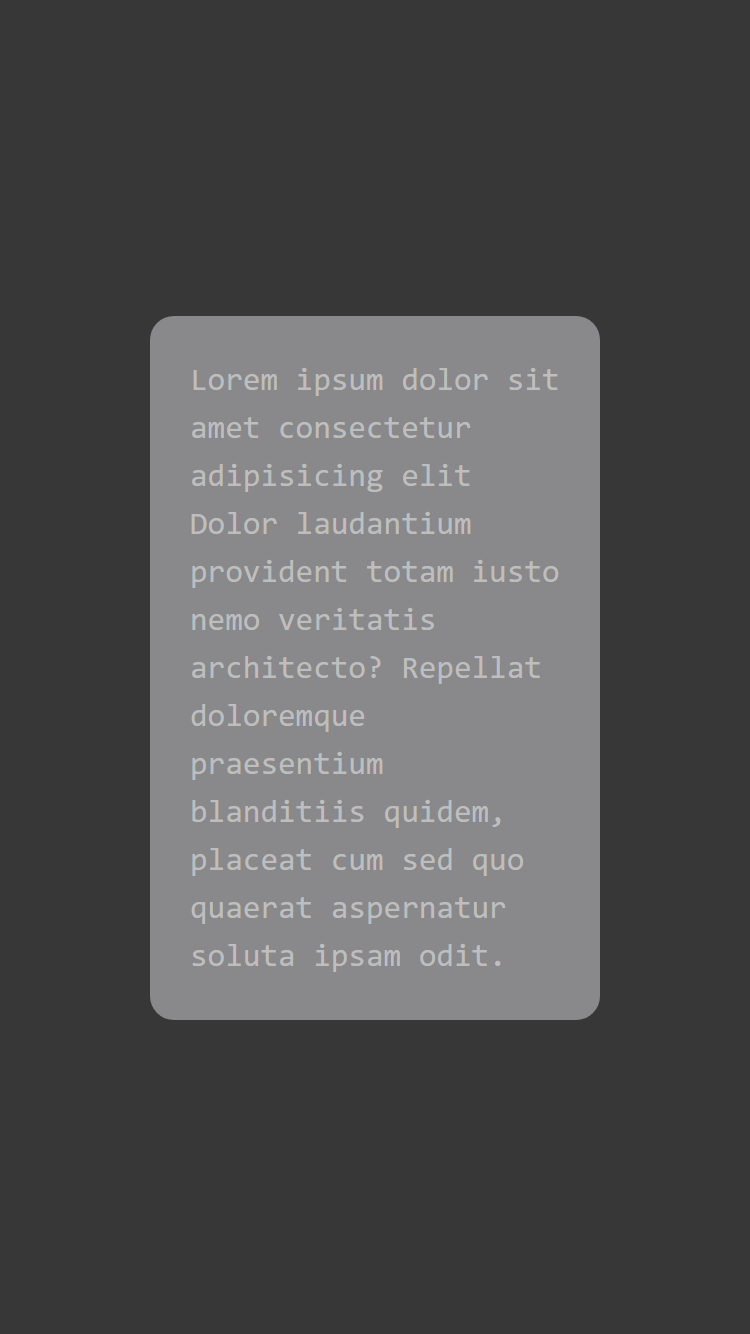 Lorem ipsum dolor sit
amet consectetur
adipisicing elit
Dolor laudantium
provident totam iusto
nemo veritatis
architecto? Repellat
doloremque
praesentium
blanditiis quidem,
placeat cum sed quo
quaerat aspernatur
soluta ipsam odit.